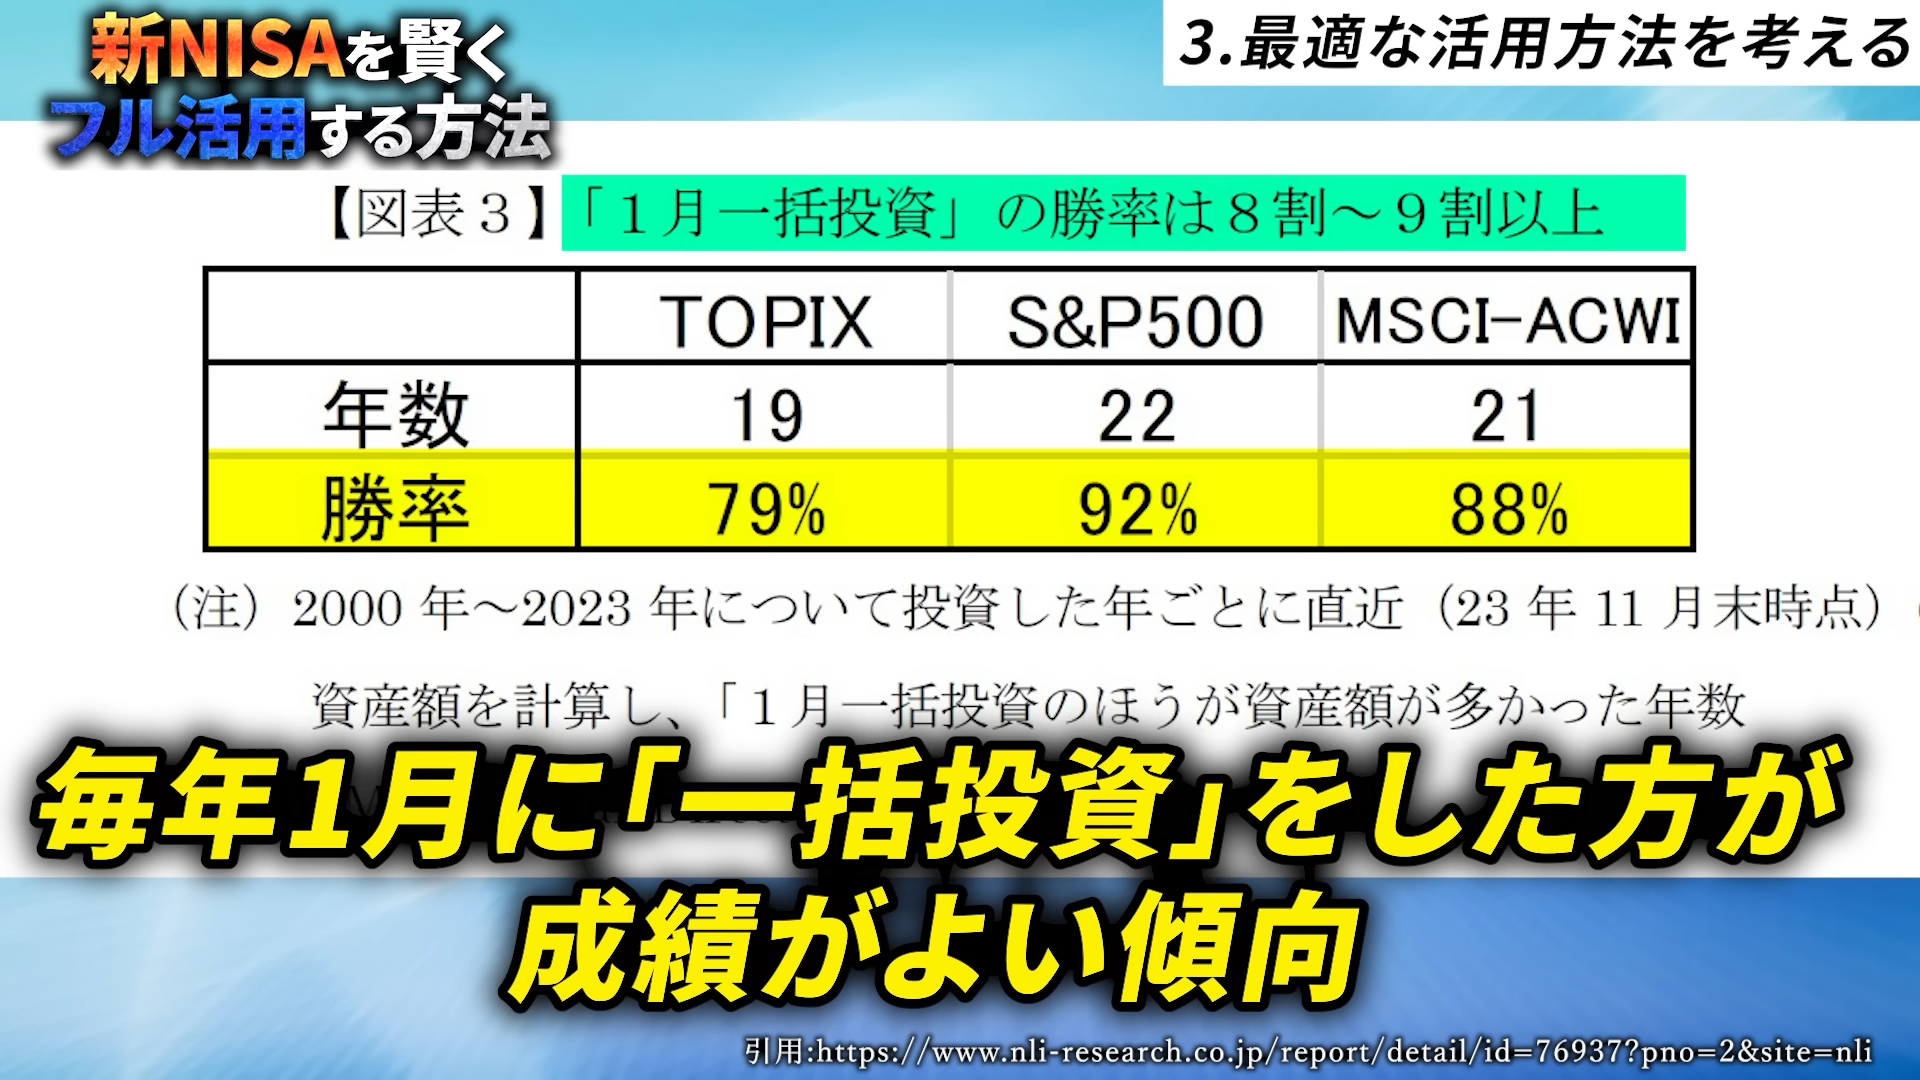 新NISAを賢く
フル活用する方法
3.最適な活用方法を考える
【図表３】「１月一括投資」の勝率は８割～９割以上
TOPIX S&P500 MSCI-ACWI
年数 19 22 21
勝率 79% 92% 88%
（注）2000 年～2023 年について投資した年ごとに直近（23 年 11 月末時点）
資産額を計算し、「１月一括投資のほうが資産額が多かった年数
毎年1月に「一括投資」をした方が
成績がよい傾向
引用:https://www.nli-research.co.jp/report/detail/id=76937?pno=2&site=nli